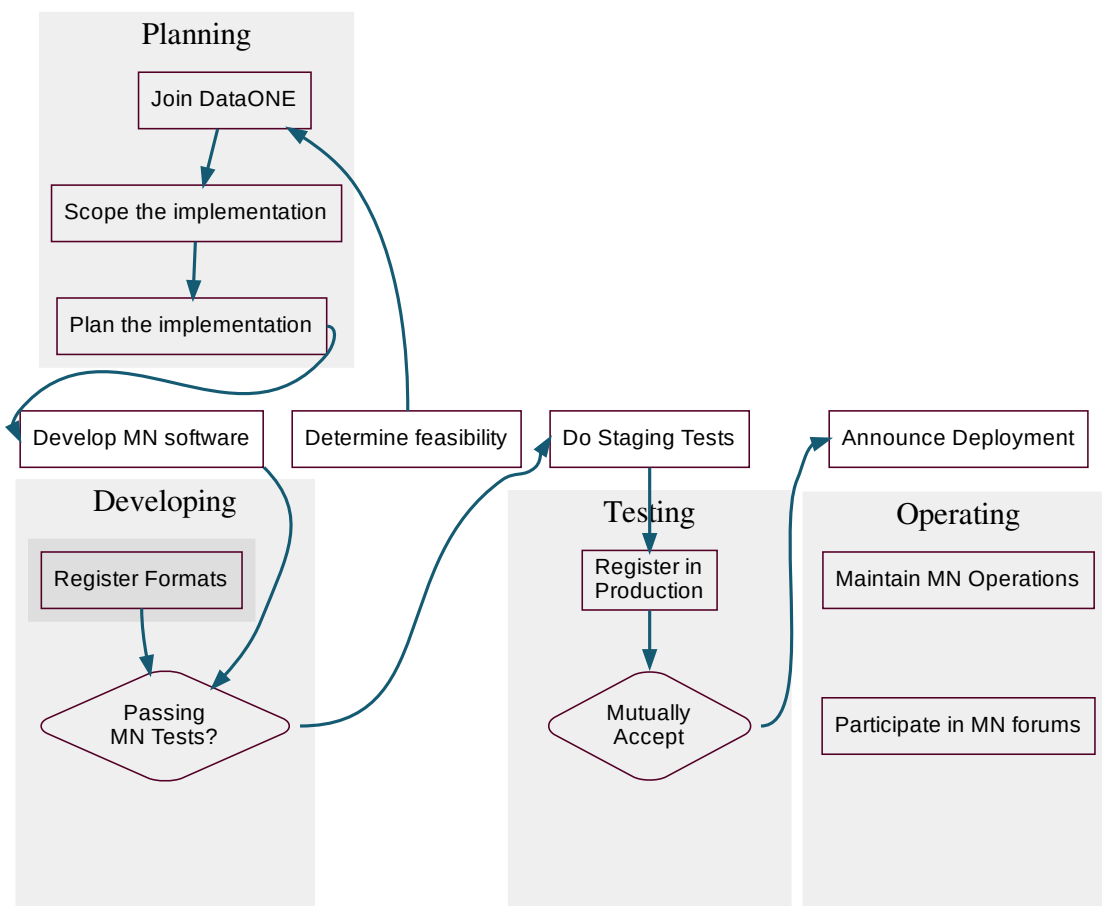 Planning
Join DataONE
Scope the implementation
Plan the implementation
Develop MN software
Determine feasibility
Do Staging Tests
Announce Deployment
Developing
Register Formats
Passing
MN Tests?
Testing
Register in
Production
Mutually
Accept
Operating
Maintain MN Operations
Participate in MN forums